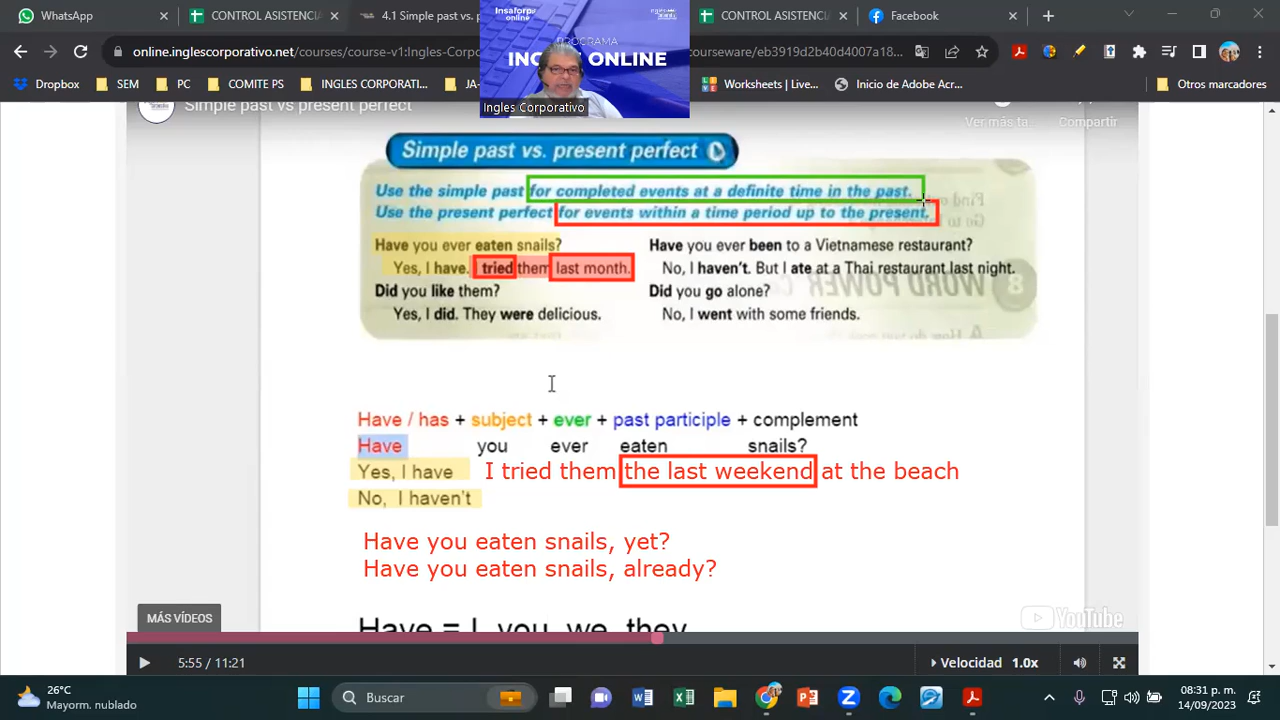 WhatsApp
CONTROL ASISTENCIA
4.1 Simple past vs. p
Insaforp
online
PROGRAMA
INGLÉS ONLINE
Ingles Corporativo
CONTROL ASISTENCIA
Facebook
online.inglescorporativo.net/
/course-v1:Ingles-Corp
courseware/eb3919d2b40d4007a18...
Dropbox
SEM
PC
COMITE PS
INGLES CORPORATI...
Worksheets | Live...
Inicio de Adobe Acr...
Otros marcadores
Simple past vs present perfect
Ver más ta...
Compartir
Simple past vs. present perfect
Use the simple past for completed events at a definite time in the past.
Use the present perfect for events within a time period up to the present.
Have you ever eaten snails?
Yes, I have. I tried them last month.
Did you like them?
Yes, I did. They were delicious.
Have you ever been to a Vietnamese restaurant?
No, I haven't. But I ate at a Thai restaurant last night.
Did you go alone?
No, I went with some friends.
Have / has + subject + ever + past participle + complement
Have you ever eaten snails?
Yes, I have I tried them the last weekend at the beach
No, I haven't
Have you eaten snails, yet?
Have you eaten snails, already?
Have = I, you, we, they
MÁS VÍDEOS
YouTube
5:55 / 11:21
Velocidad 1.0x
26°C
Mayorm. nublado
Buscar
08:31 p. m.
14/09/2023